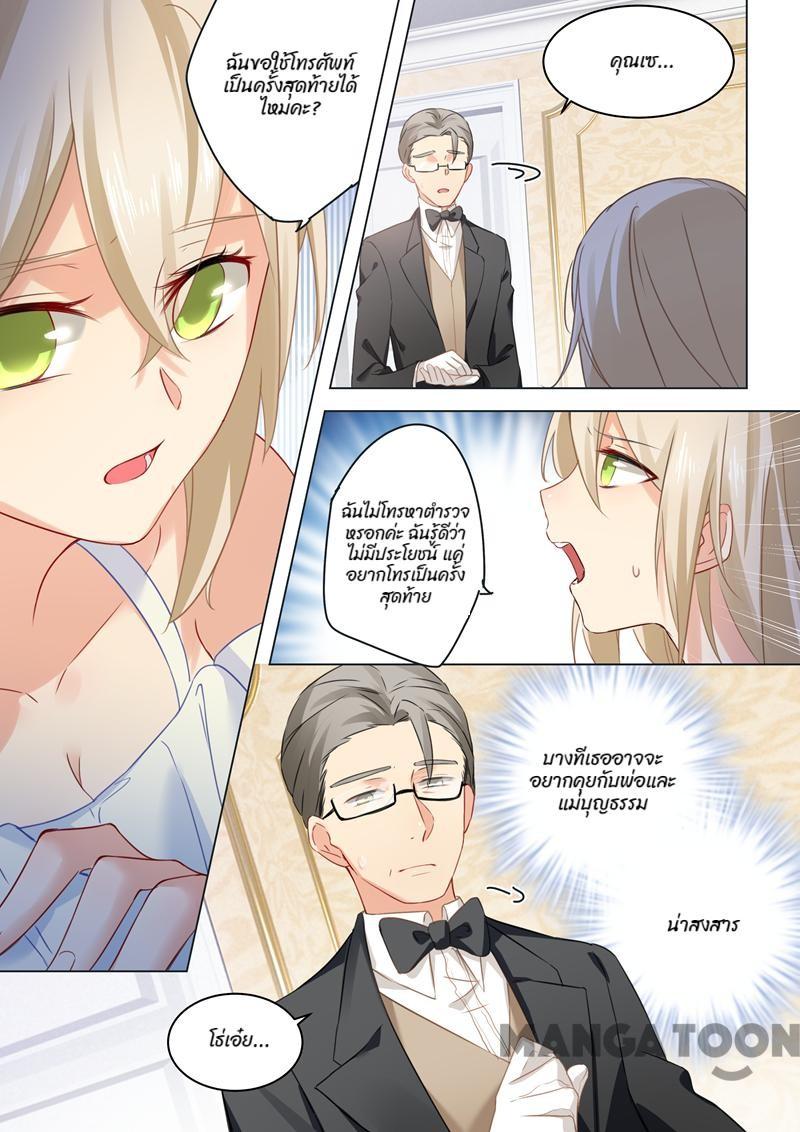 ฉันขอใช้โทรศัพท์
เป็นครั้งสุดท้ายได้
ไหมคะ?
คุณเซ...
ฉันไม่โทรหาตำรวจ
หรอกค่ะ ฉันรู้ดีว่า
ไม่มีประโยชน์ แค่
อยากโทรเป็นครั้ง
สุดท้าย
บางทีเธออาจจะ
อยากคุยกับพ่อและ
แม่บุญธรรม
น่าสงสาร
โธ่เอ๋ย...
MANGATOON